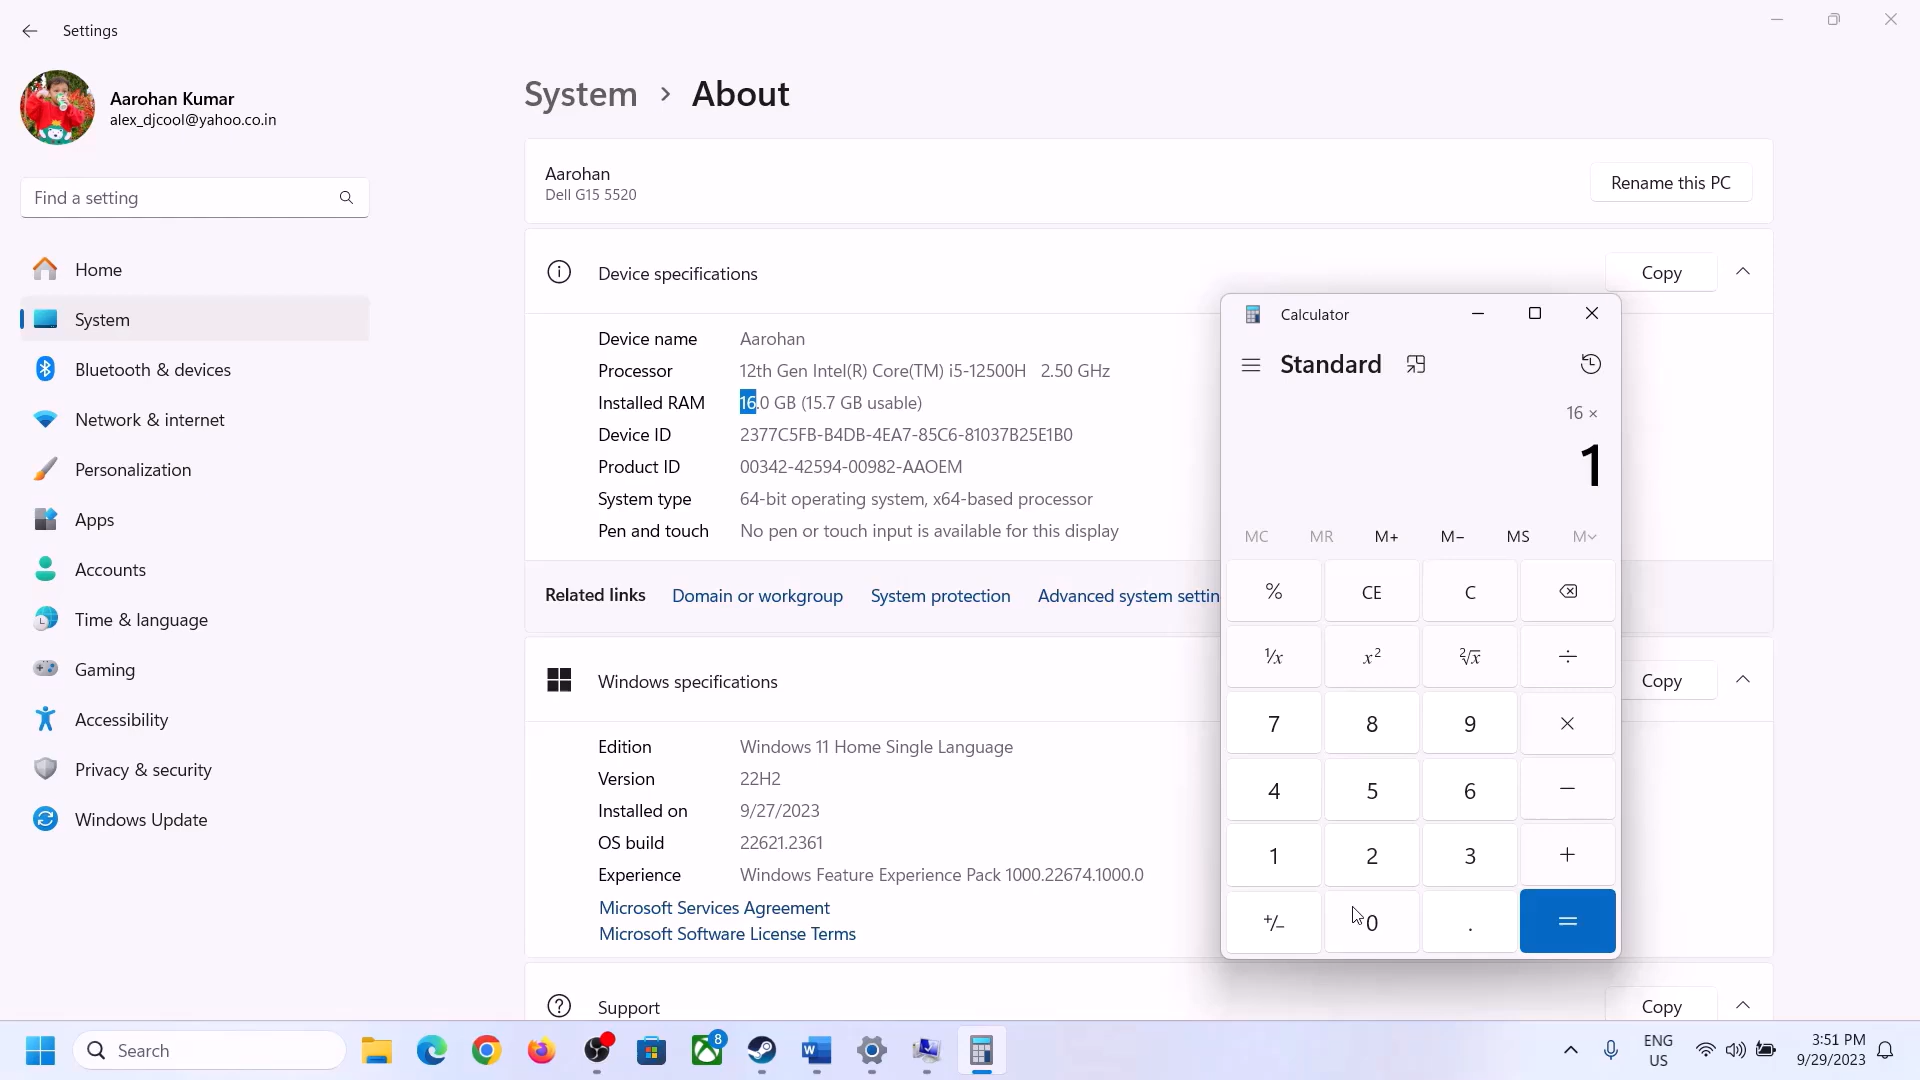 Settings
Aarohan Kumar
alex_djcool@yahoo.co.in
Find a setting
Home
System
Bluetooth & devices
Network & internet
Personalization
Apps
Accounts
Time & language
Gaming
Accessibility
Privacy & security
Windows Update
System > About
Aarohan
Dell G15 5520
Rename this PC
Device specifications
Copy
Device name Aarohan
Processor 12th Gen Intel(R) Core(TM) i5-12500H 2.50 GHz
Installed RAM 16.0 GB (15.7 GB usable)
Device ID 2377C5FB-B4DB-4EA7-85C6-81037B25E1B0
Product ID 00342-42594-00982-AAOEM
System type 64-bit operating system, x64-based processor
Pen and touch No pen or touch input is available for this display
Related links Domain or workgroup System protection Advanced system settin
Windows specifications
Copy
Edition Windows 11 Home Single Language
Version 22H2
Installed on 9/27/2023
OS build 22621.2361
Experience Windows Feature Experience Pack 1000.22674.1000.0
Microsoft Services Agreement
Microsoft Software License Terms
Support
Copy
Calculator
Standard
16 ×
1
MC MR M+ M− MS M
% CE C
¹⁄x x² ²√x ÷
7 8 9 ×
4 5 6 −
1 2 3 +
+/− 0 . =
Search
8
ENG
US
3:51 PM
9/29/2023